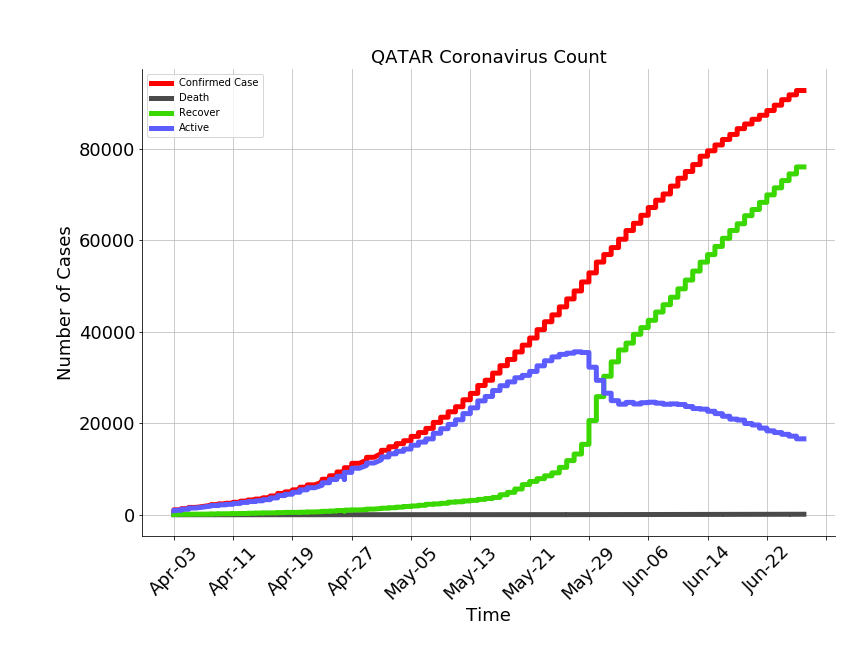 QATAR Coronavirus Count
Confirmed Case
Death
Recover
Active
Number of Cases
80000
60000
40000
20000
0
Apr-03
Apr-11
Apr-19
Apr-27
May-05
May-13
May-21
May-29
Jun-06
Jun-14
Jun-22
Time